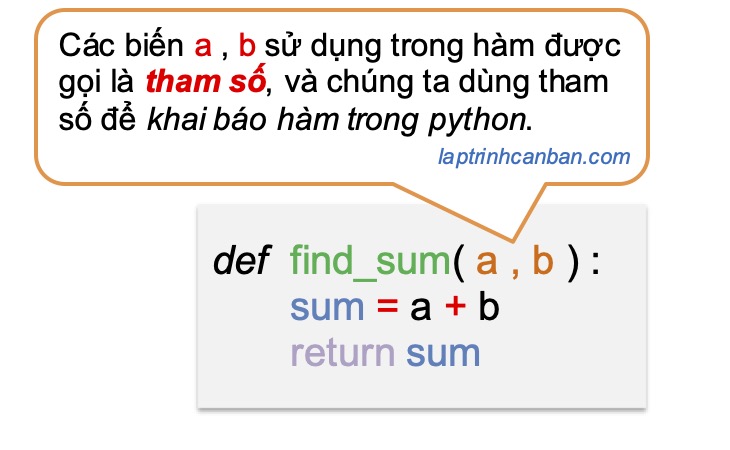 Các biến a , b sử dụng trong hàm được
gọi là tham số, và chúng ta dùng tham
số để khai báo hàm trong python.
laptrinhcanban.com
def find_sum( a , b ) :
sum = a + b
return sum